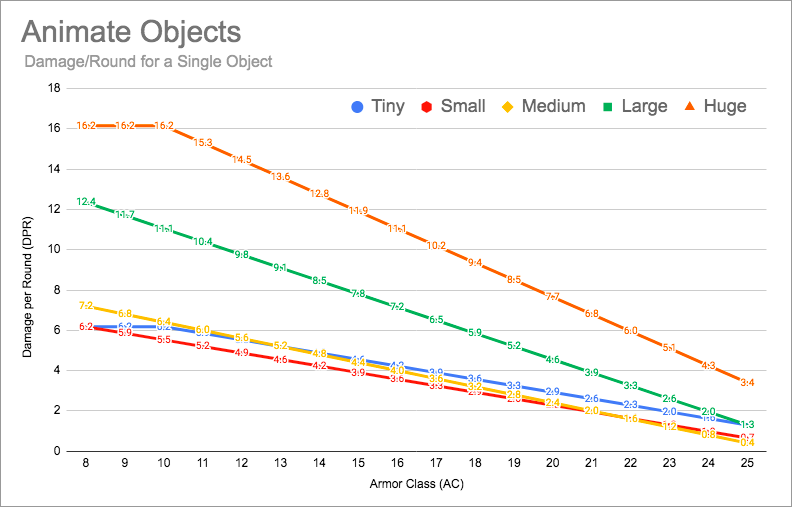 Animate Objects
Damage/Round for a Single Object
Tiny Small Medium Large Huge
18
16
14
12
10
8
6
4
2
0
Damage per Round (DPR)
16.2 16.2 16.2 15.3 14.5 13.6 12.8 11.9 11.1 10.2 9.4 8.5 7.7 6.8 6.0 5.1 4.3 3.4
12.4 11.7 11.1 10.4 9.8 9.1 8.5 7.8 7.2 6.5 5.9 5.2 4.6 3.9 3.3 2.6 2.0 1.3
7.2 6.8 6.4 6.0 5.6 5.2 4.8 4.4 4.0 3.6 3.2 2.8 2.4 2.0 1.6 1.2 0.8 0.4
6.2 6.2 3.9 3.6 3.3 2.9 2.6 2.3 2.0
6.2 5.9 5.5 5.2 4.9 4.6 4.2 3.9 3.6 3.3 2.9 0.7
8 9 10 11 12 13 14 15 16 17 18 19 20 21 22 23 24 25
Armor Class (AC)